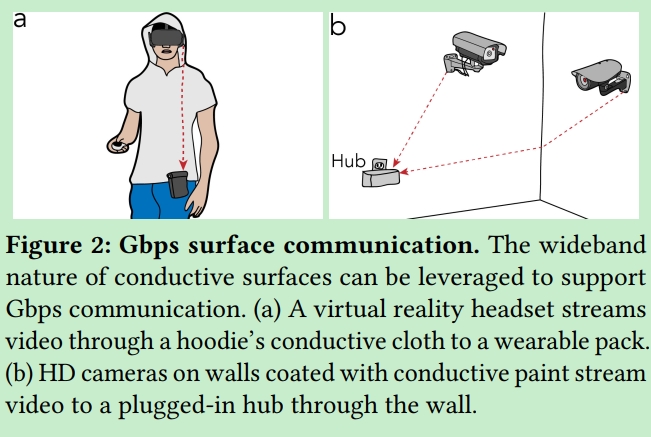 a
b
Hub
Figure 2: Gbps surface communication. The wideband
nature of conductive surfaces can be leveraged to support
Gbps communication. (a) A virtual reality headset streams
video through a hoodie’s conductive cloth to a wearable pack.
(b) HD cameras on walls coated with conductive paint stream
video to a plugged-in hub through the wall.